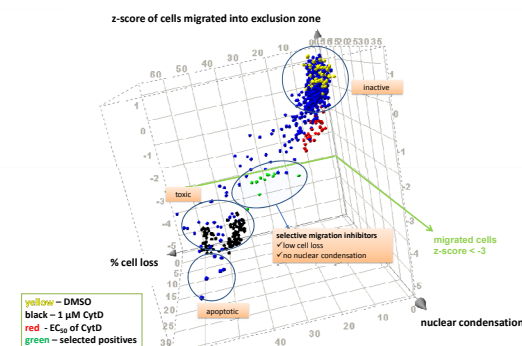 z-score of cells migrated into exclusion zone
inactive
toxic
selective migration inhibitors
✓low cell loss
✓no nuclear condensation
migrated cells
z-score < -3
% cell loss
apoptotic
nuclear condensation
yellow – DMSO
black – 1 µM CytD
red - EC50 of CytD
green – selected positives